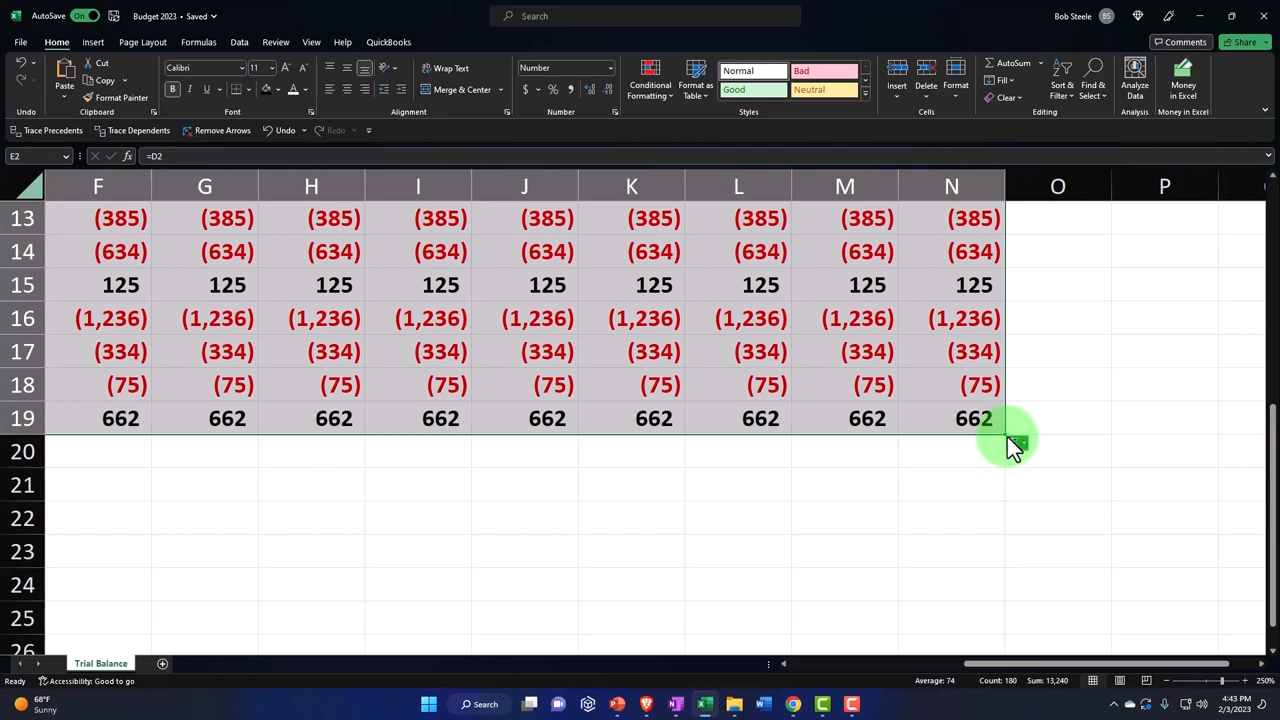 AutoSave On Budget 2023 • Saved Search Bob Steele BS
File Home Insert Page Layout Formulas Data Review View Help QuickBooks Comments Share
Cut Calibri 11 Wrap Text Number Normal Bad AutoSum
Paste Copy Conditional Formatting Format as Table Good Neutral Insert Delete Format Fill Sort & Filter Find & Select Analyze Data Money in Excel
Format Painter Merge & Center Clear
Undo Clipboard Font Alignment Number Styles Cells Editing Analysis Money in Excel
Trace Precedents Trace Dependents Remove Arrows Undo Redo
E2 fx =D2
F G H I J K L M N O P
13 (385) (385) (385) (385) (385) (385) (385) (385) (385)
14 (634) (634) (634) (634) (634) (634) (634) (634) (634)
15 125 125 125 125 125 125 125 125 125
16 (1,236) (1,236) (1,236) (1,236) (1,236) (1,236) (1,236) (1,236) (1,236)
17 (334) (334) (334) (334) (334) (334) (334) (334) (334)
18 (75) (75) (75) (75) (75) (75) (75) (75) (75)
19 662 662 662 662 662 662 662 662 662
20
21
22
23
24
25
26
Trial Balance
Ready Accessibility: Good to go Average: 74 Count: 180 Sum: 13,240 250%
68°F Sunny Search 4:43 PM 2/3/2023